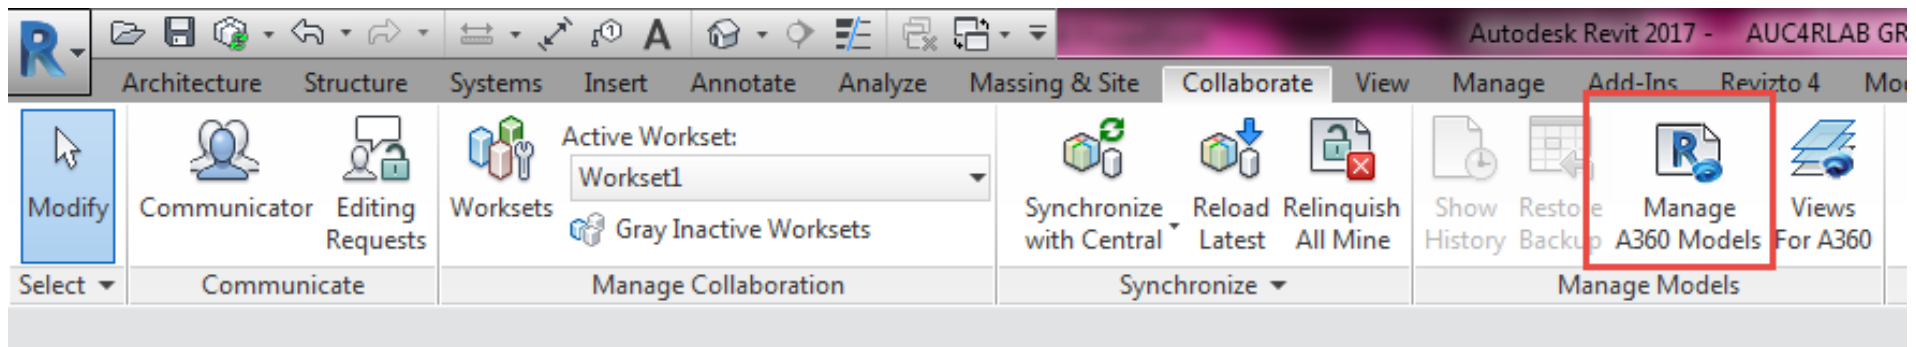 Autodesk Revit 2017 - AUC4RLAB GR
Architecture Structure Systems Insert Annotate Analyze Massing & Site Collaborate View Manage Add-Ins Revizto 4
Active Workset:
Workset1
Modify Communicator Editing Requests Worksets Gray Inactive Worksets Synchronize with Central Reload Latest Relinquish All Mine Show History Restore Backup Manage A360 Models Views For A360
Select Communicate Manage Collaboration Synchronize Manage Models